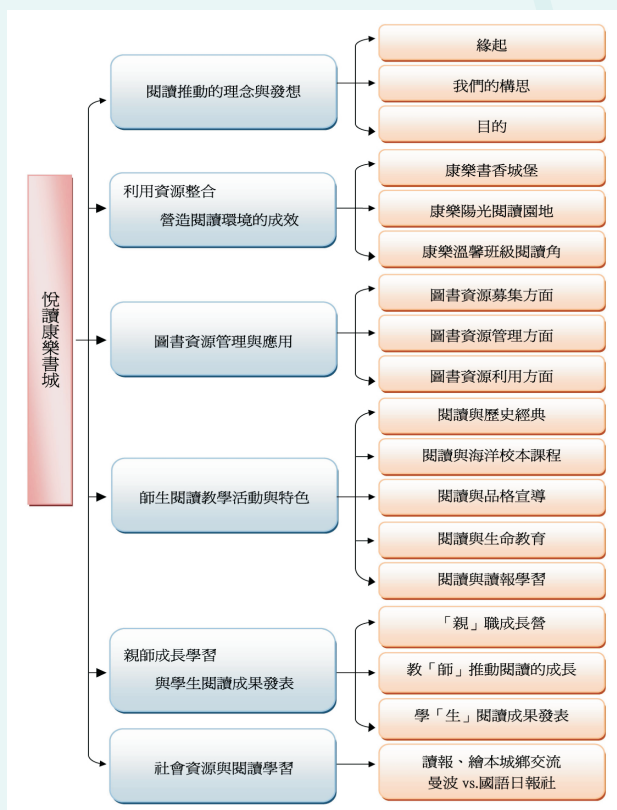 悅讀康樂書城
閱讀推動的理念與發想
緣起
我們的構思
目的
利用資源整合
營造閱讀環境的成效
康樂書香城堡
康樂陽光閱讀園地
康樂溫馨班級閱讀角
圖書資源管理與應用
圖書資源募集方面
圖書資源管理方面
圖書資源利用方面
師生閱讀教學活動與特色
閱讀與歷史經典
閱讀與海洋校本課程
閱讀與品格宣導
閱讀與生命教育
閱讀與讀報學習
親師成長學習
與學生閱讀成果發表
「親」職成長營
教「師」推動閱讀的成長
學「生」閱讀成果發表
社會資源與閱讀學習
讀報、繪本城鄉交流
曼波 vs.國語日報社